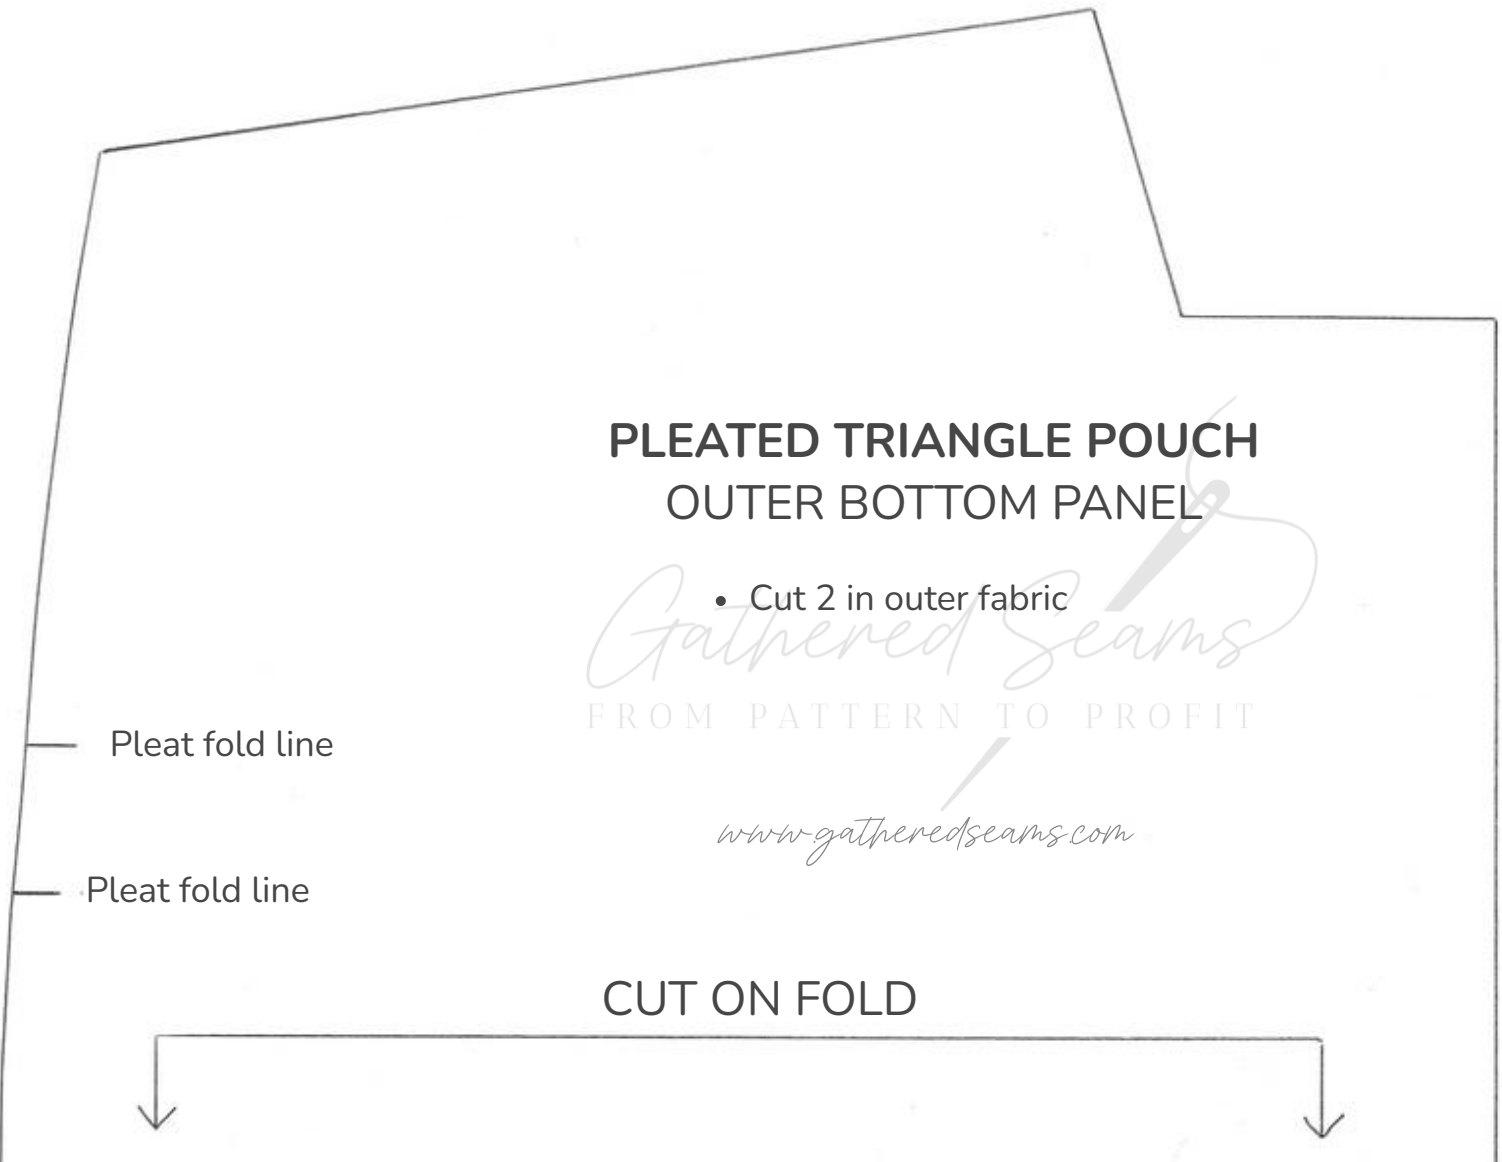 PLEATED TRIANGLE POUCH
OUTER BOTTOM PANEL
• Cut 2 in outer fabric
Gathered Seams
FROM PATTERN TO PROFIT
Pleat fold line
www.gatheredseams.com
Pleat fold line
CUT ON FOLD